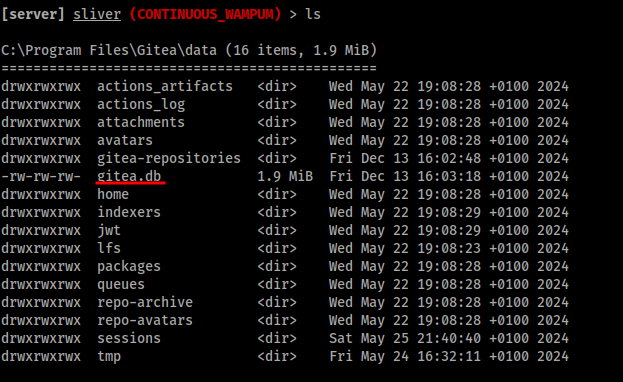 [server] sliver (CONTINUOUS_WAMPUM) > ls
C:\Program Files\Gitea\data (16 items, 1.9 MiB)
===============================================
drwxrwxrwx  actions_artifacts   <dir>    Wed May 22 19:08:28 +0100 2024
drwxrwxrwx  actions_log         <dir>    Wed May 22 19:08:28 +0100 2024
drwxrwxrwx  attachments         <dir>    Wed May 22 19:08:28 +0100 2024
drwxrwxrwx  avatars             <dir>    Wed May 22 19:08:28 +0100 2024
drwxrwxrwx  gitea-repositories  <dir>    Fri Dec 13 16:02:48 +0000 2024
-rw-rw-rw-  gitea.db            1.9 MiB  Fri Dec 13 16:03:18 +0000 2024
drwxrwxrwx  home                <dir>    Wed May 22 19:08:28 +0100 2024
drwxrwxrwx  indexers            <dir>    Wed May 22 19:08:29 +0100 2024
drwxrwxrwx  jwt                 <dir>    Wed May 22 19:08:29 +0100 2024
drwxrwxrwx  lfs                 <dir>    Wed May 22 19:08:23 +0100 2024
drwxrwxrwx  packages            <dir>    Wed May 22 19:08:28 +0100 2024
drwxrwxrwx  queues              <dir>    Wed May 22 19:08:28 +0100 2024
drwxrwxrwx  repo-archive        <dir>    Wed May 22 19:08:28 +0100 2024
drwxrwxrwx  repo-avatars        <dir>    Wed May 22 19:08:28 +0100 2024
drwxrwxrwx  sessions            <dir>    Sat May 25 21:40:40 +0100 2024
drwxrwxrwx  tmp                 <dir>    Fri May 24 16:32:11 +0100 2024